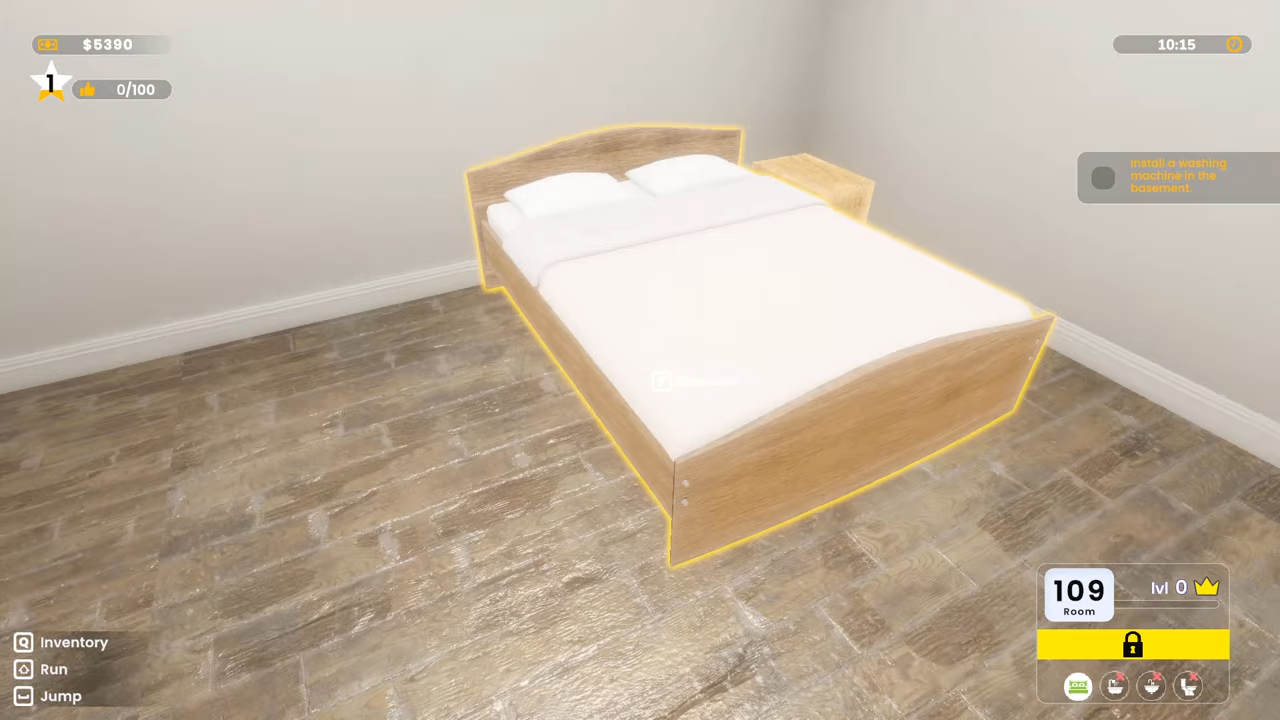 $5390
1
0/100
10:15
Install a washing
machine in the
basement.
109
Room
lvl 0
Q Inventory
Run
Jump